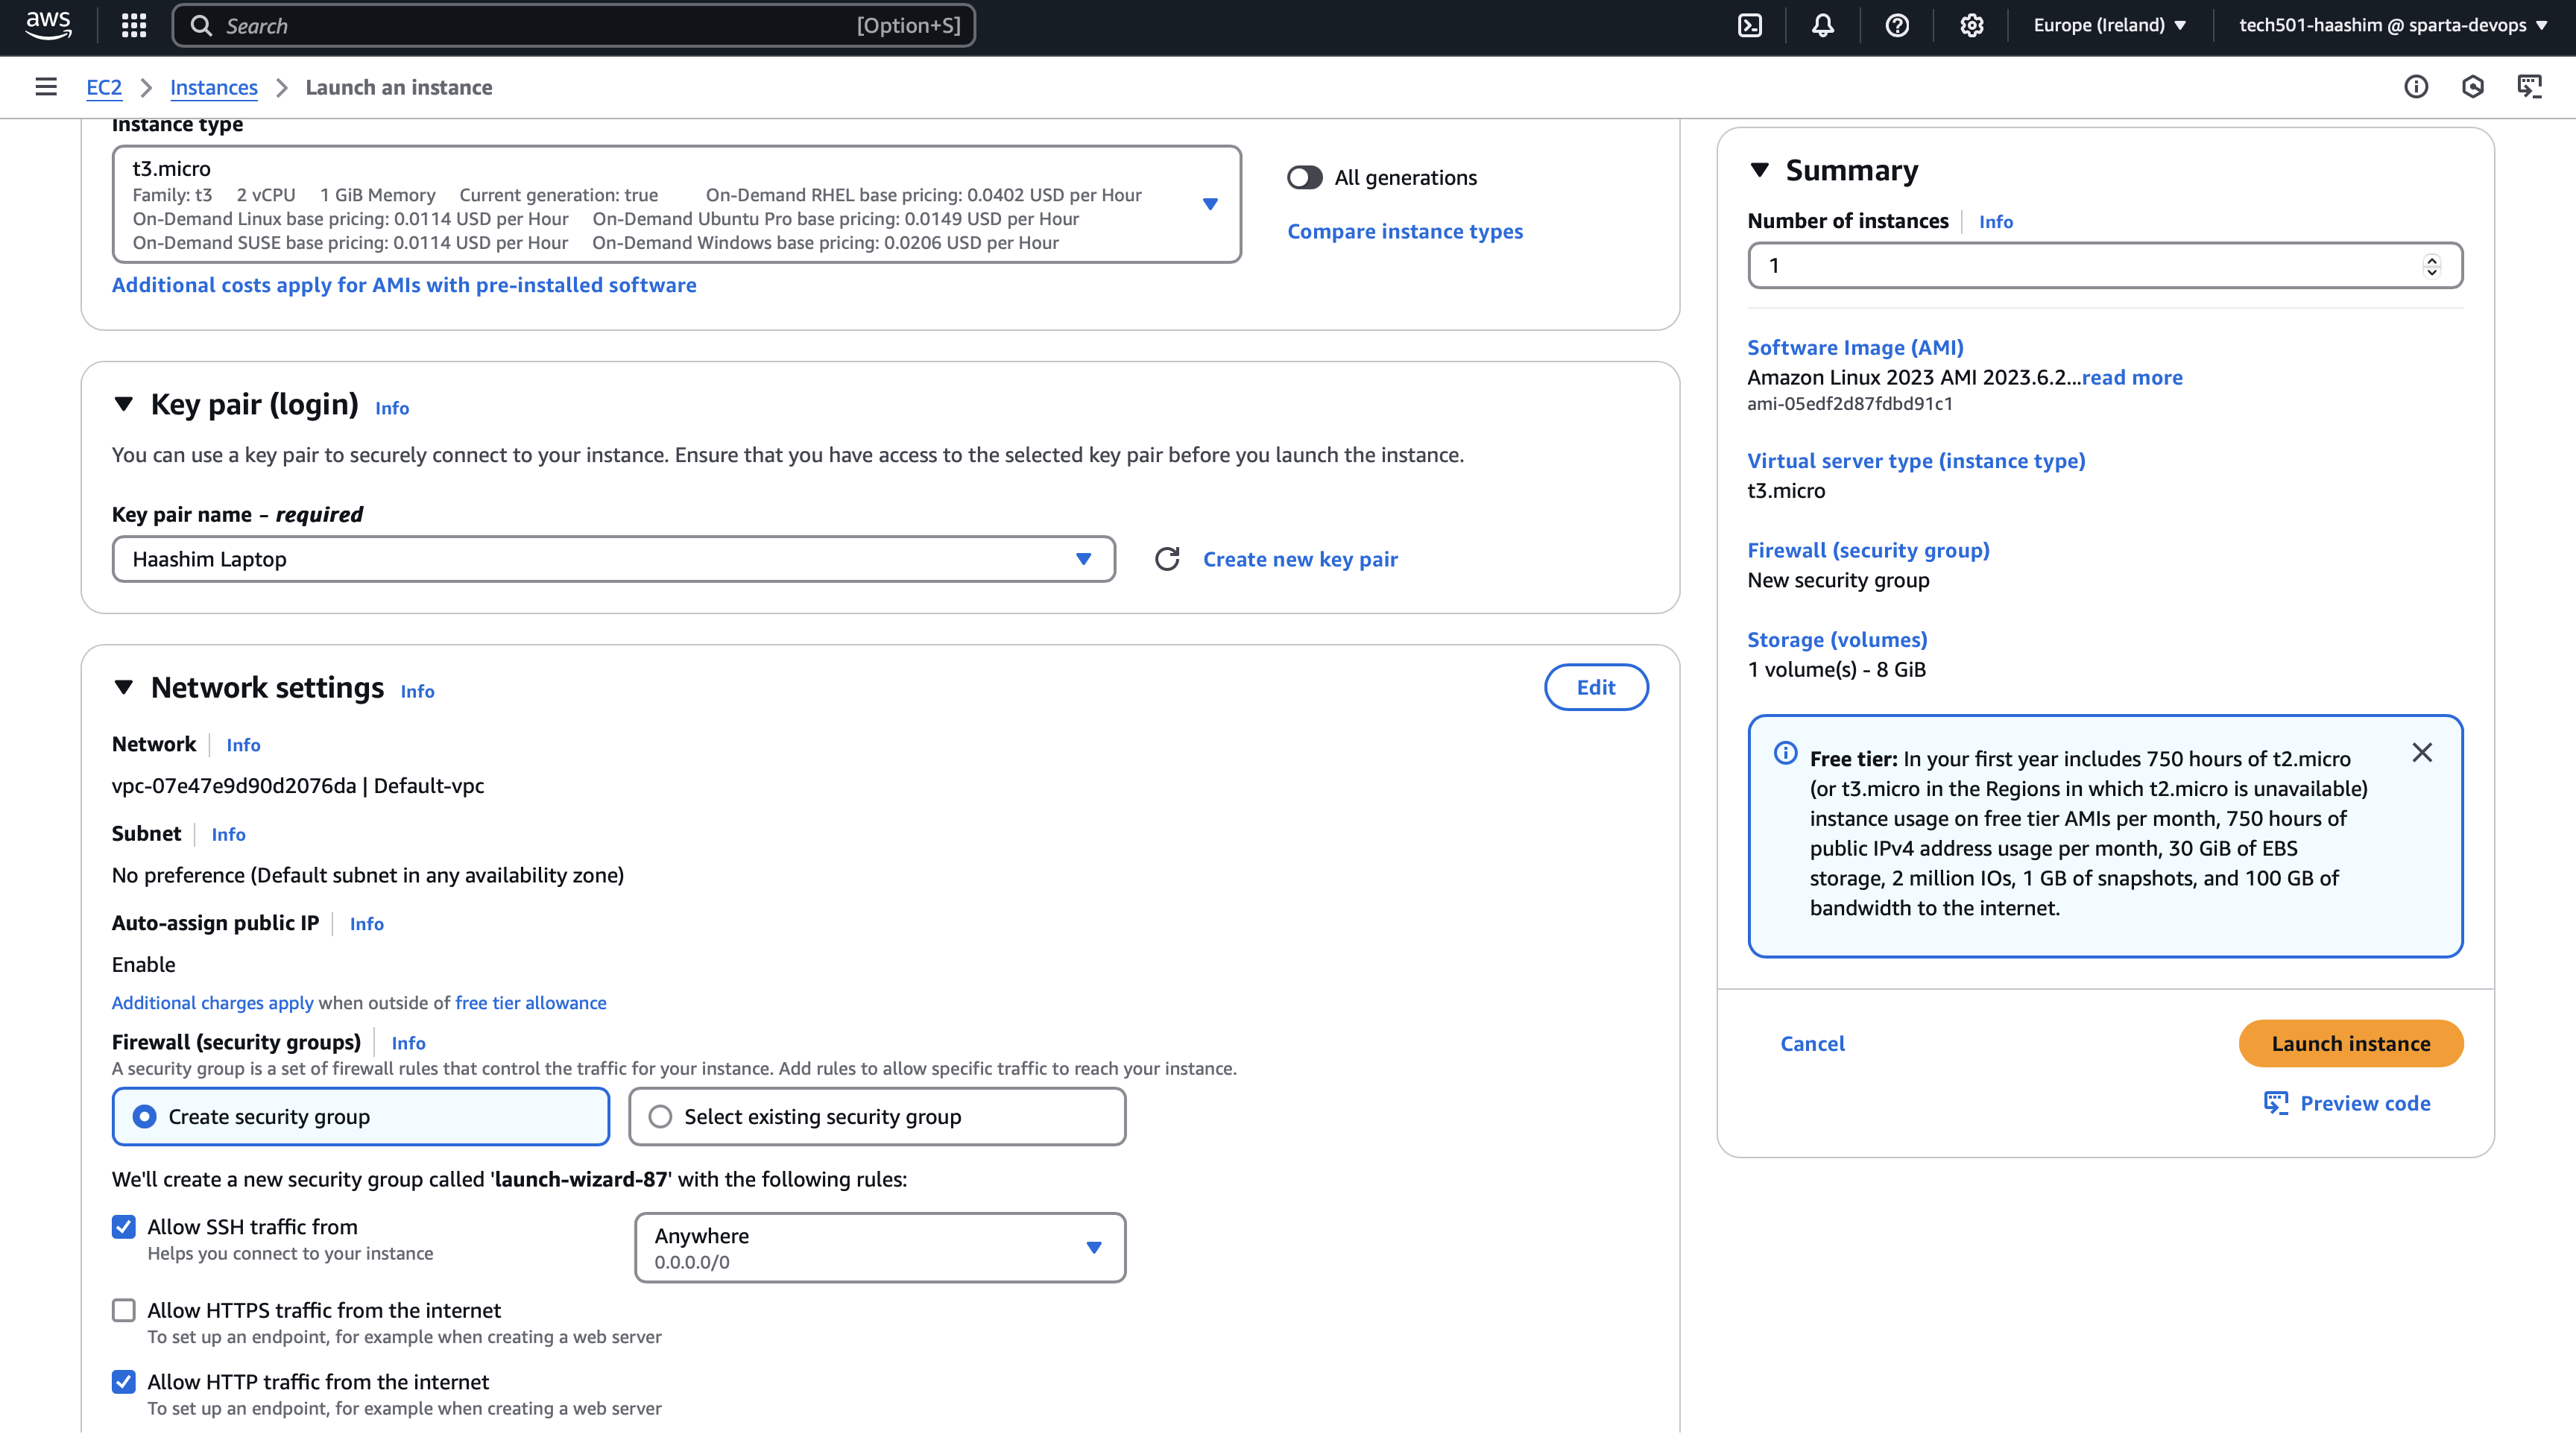 aws
Search [Option+S]
Europe (Ireland)
tech501-haashim @ sparta-devops
EC2 Instances Launch an instance
Instance type
t3.micro
Family: t3 2 vCPU 1 GiB Memory Current generation: true On-Demand RHEL base pricing: 0.0402 USD per Hour
On-Demand Linux base pricing: 0.0114 USD per Hour On-Demand Ubuntu Pro base pricing: 0.0149 USD per Hour
On-Demand SUSE base pricing: 0.0114 USD per Hour On-Demand Windows base pricing: 0.0206 USD per Hour
All generations
Compare instance types
Additional costs apply for AMIs with pre-installed software
Key pair (login) Info
You can use a key pair to securely connect to your instance. Ensure that you have access to the selected key pair before you launch the instance.
Key pair name - required
Haashim Laptop
Create new key pair
Network settings Info
Edit
Network Info
vpc-07e47e9d90d2076da | Default-vpc
Subnet Info
No preference (Default subnet in any availability zone)
Auto-assign public IP Info
Enable
Additional charges apply when outside of free tier allowance
Firewall (security groups) Info
A security group is a set of firewall rules that control the traffic for your instance. Add rules to allow specific traffic to reach your instance.
Create security group
Select existing security group
We'll create a new security group called 'launch-wizard-87' with the following rules:
Allow SSH traffic from
Helps you connect to your instance
Anywhere
0.0.0.0/0
Allow HTTPS traffic from the internet
To set up an endpoint, for example when creating a web server
Allow HTTP traffic from the internet
To set up an endpoint, for example when creating a web server
Summary
Number of instances Info
1
Software Image (AMI)
Amazon Linux 2023 AMI 2023.6.2...read more
ami-05edf2d87fdbd91c1
Virtual server type (instance type)
t3.micro
Firewall (security group)
New security group
Storage (volumes)
1 volume(s) - 8 GiB
Free tier: In your first year includes 750 hours of t2.micro
(or t3.micro in the Regions in which t2.micro is unavailable)
instance usage on free tier AMIs per month, 750 hours of
public IPv4 address usage per month, 30 GiB of EBS
storage, 2 million IOs, 1 GB of snapshots, and 100 GB of
bandwidth to the internet.
Cancel
Launch instance
Preview code